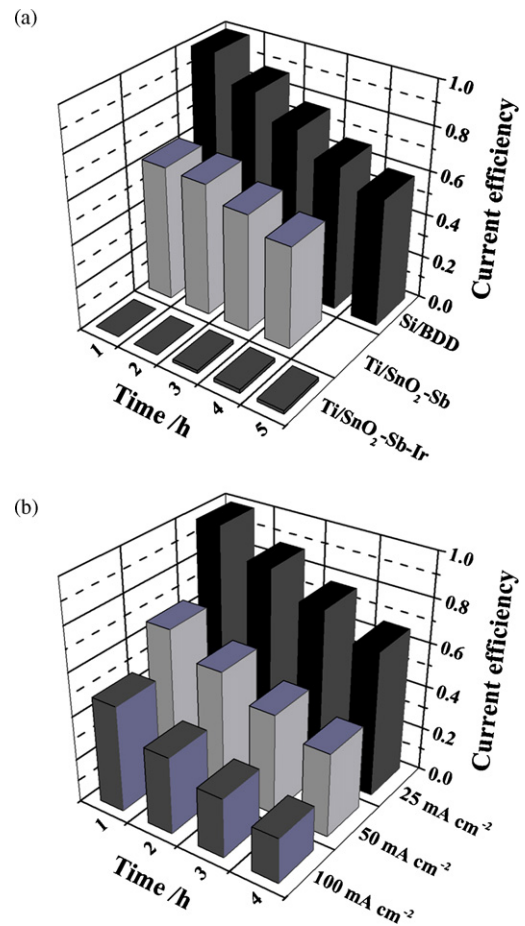 (a)
1.0
0.8
0.6
0.4
0.2
0.0
Current efficiency
Si/BDD
Ti/SnO₂-Sb
Ti/SnO₂-Sb-Ir
1
2
3
4
5
Time /h
(b)
1.0
0.8
0.6
0.4
0.2
0.0
Current efficiency
25 mA cm⁻²
50 mA cm⁻²
100 mA cm⁻²
1
2
3
4
Time /h